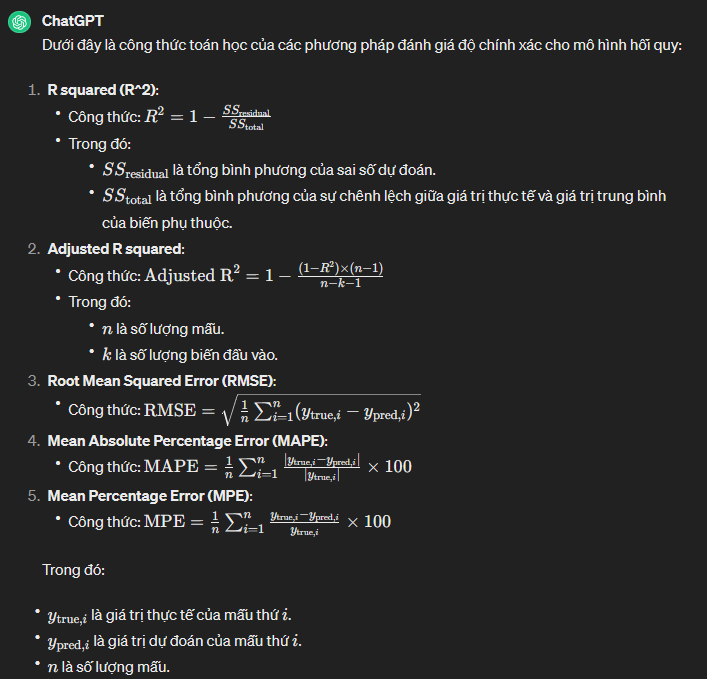 ChatGPT
Dưới đây là công thức toán học của các phương pháp đánh giá độ chính xác cho mô hình hồi quy:
1. R squared (R^2):
• Công thức: R² = 1 − SS_residual / SS_total
• Trong đó:
• SS_residual là tổng bình phương của sai số dự đoán.
• SS_total là tổng bình phương của sự chênh lệch giữa giá trị thực tế và giá trị trung bình
của biến phụ thuộc.
2. Adjusted R squared:
• Công thức: Adjusted R² = 1 − (1−R²)×(n−1) / n−k−1
• Trong đó:
• n là số lượng mẫu.
• k là số lượng biến đầu vào.
3. Root Mean Squared Error (RMSE):
• Công thức: RMSE = √(1/n ∑ⁿᵢ₌₁ (y_true,i − y_pred,i)²)
4. Mean Absolute Percentage Error (MAPE):
• Công thức: MAPE = 1/n ∑ⁿᵢ₌₁ |y_true,i − y_pred,i| / |y_true,i| × 100
5. Mean Percentage Error (MPE):
• Công thức: MPE = 1/n ∑ⁿᵢ₌₁ y_true,i − y_pred,i / y_true,i × 100
Trong đó:
• y_true,i là giá trị thực tế của mẫu thứ i.
• y_pred,i là giá trị dự đoán của mẫu thứ i.
• n là số lượng mẫu.